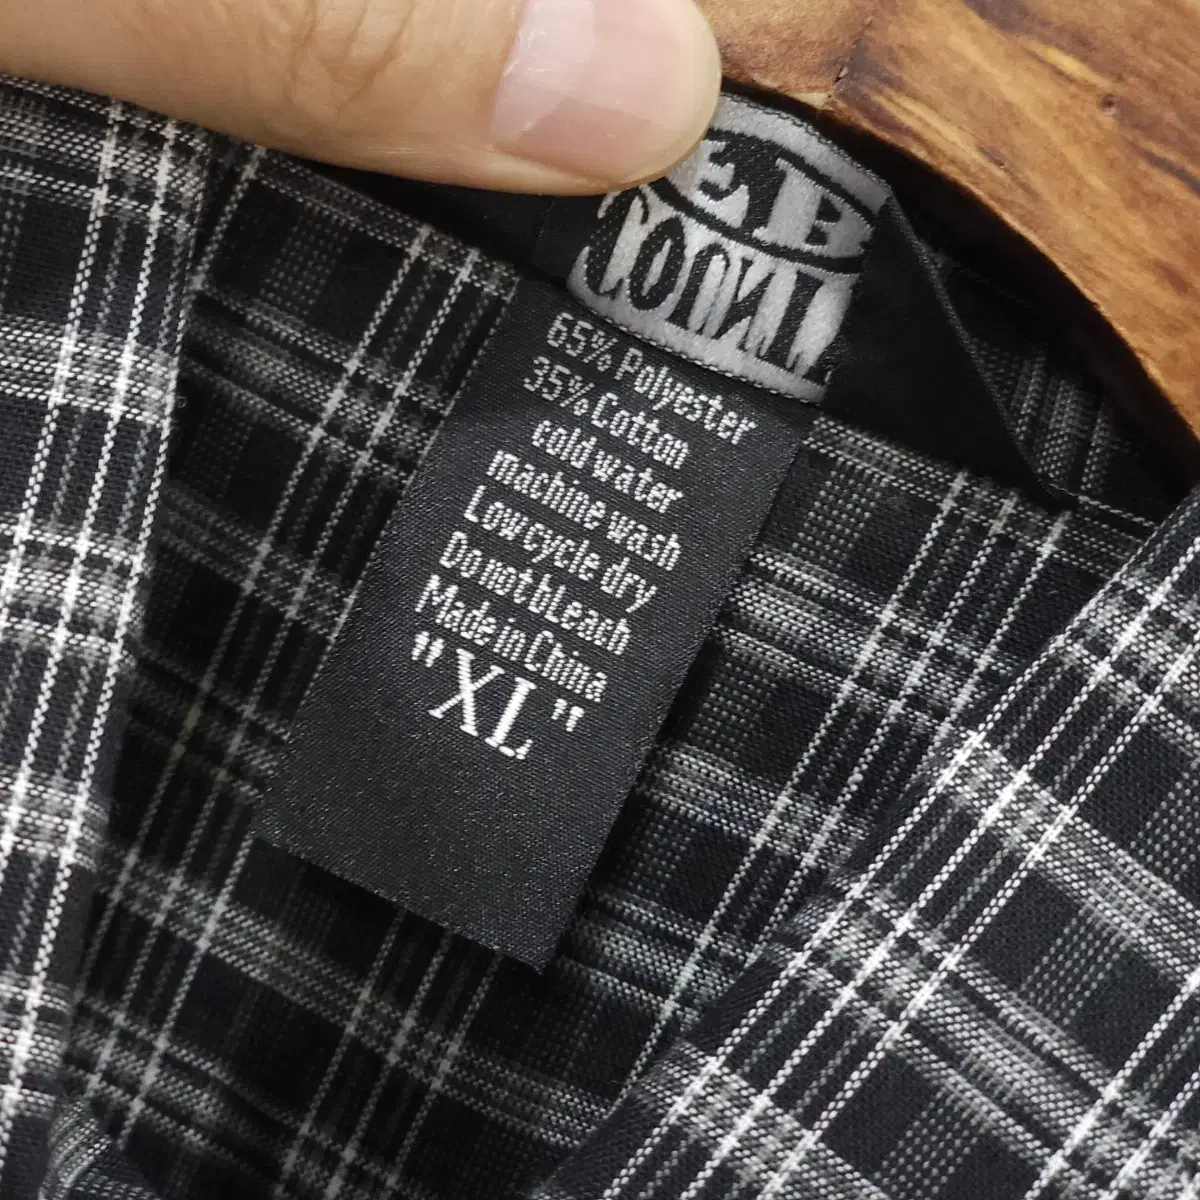 65% Polyester
35% Cotton
cold water
machine wash
Low cycle dry
Do not bLeach
Made in China
"XL"